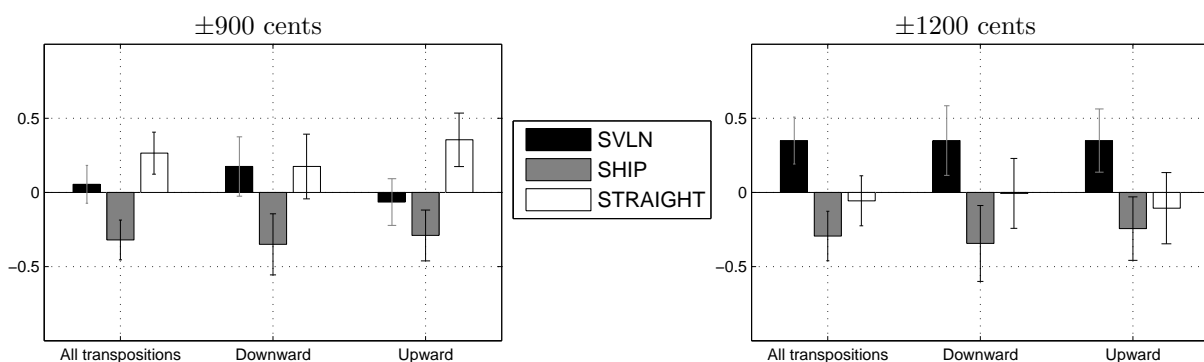 ±900 cents
0.5
0
−0.5
All transpositions Downward Upward
SVLN
SHIP
STRAIGHT
±1200 cents
0.5
0
−0.5
All transpositions Downward Upward